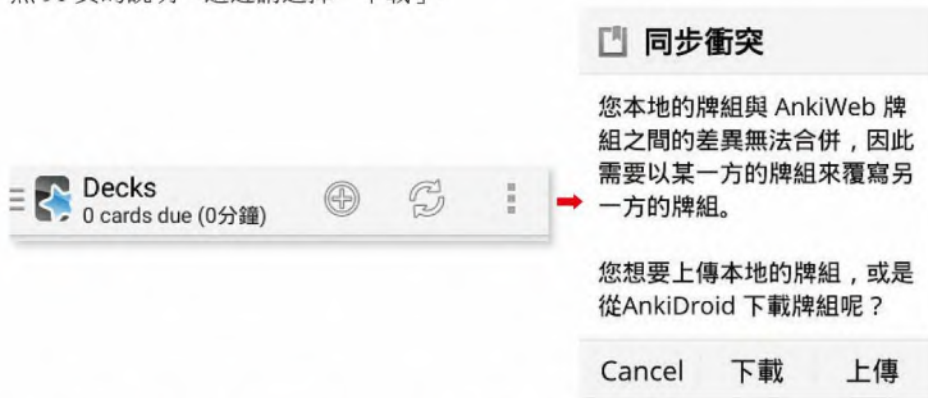 同步衝突
您本地的牌組與 AnkiWeb 牌
組之間的差異無法合併，因此
需要以某一方的牌組來覆寫另
一方的牌組。
您想要上傳本地的牌組，或是
從AnkiDroid 下載牌組呢？
Cancel 下載 上傳
Decks
0 cards due (0分鐘)